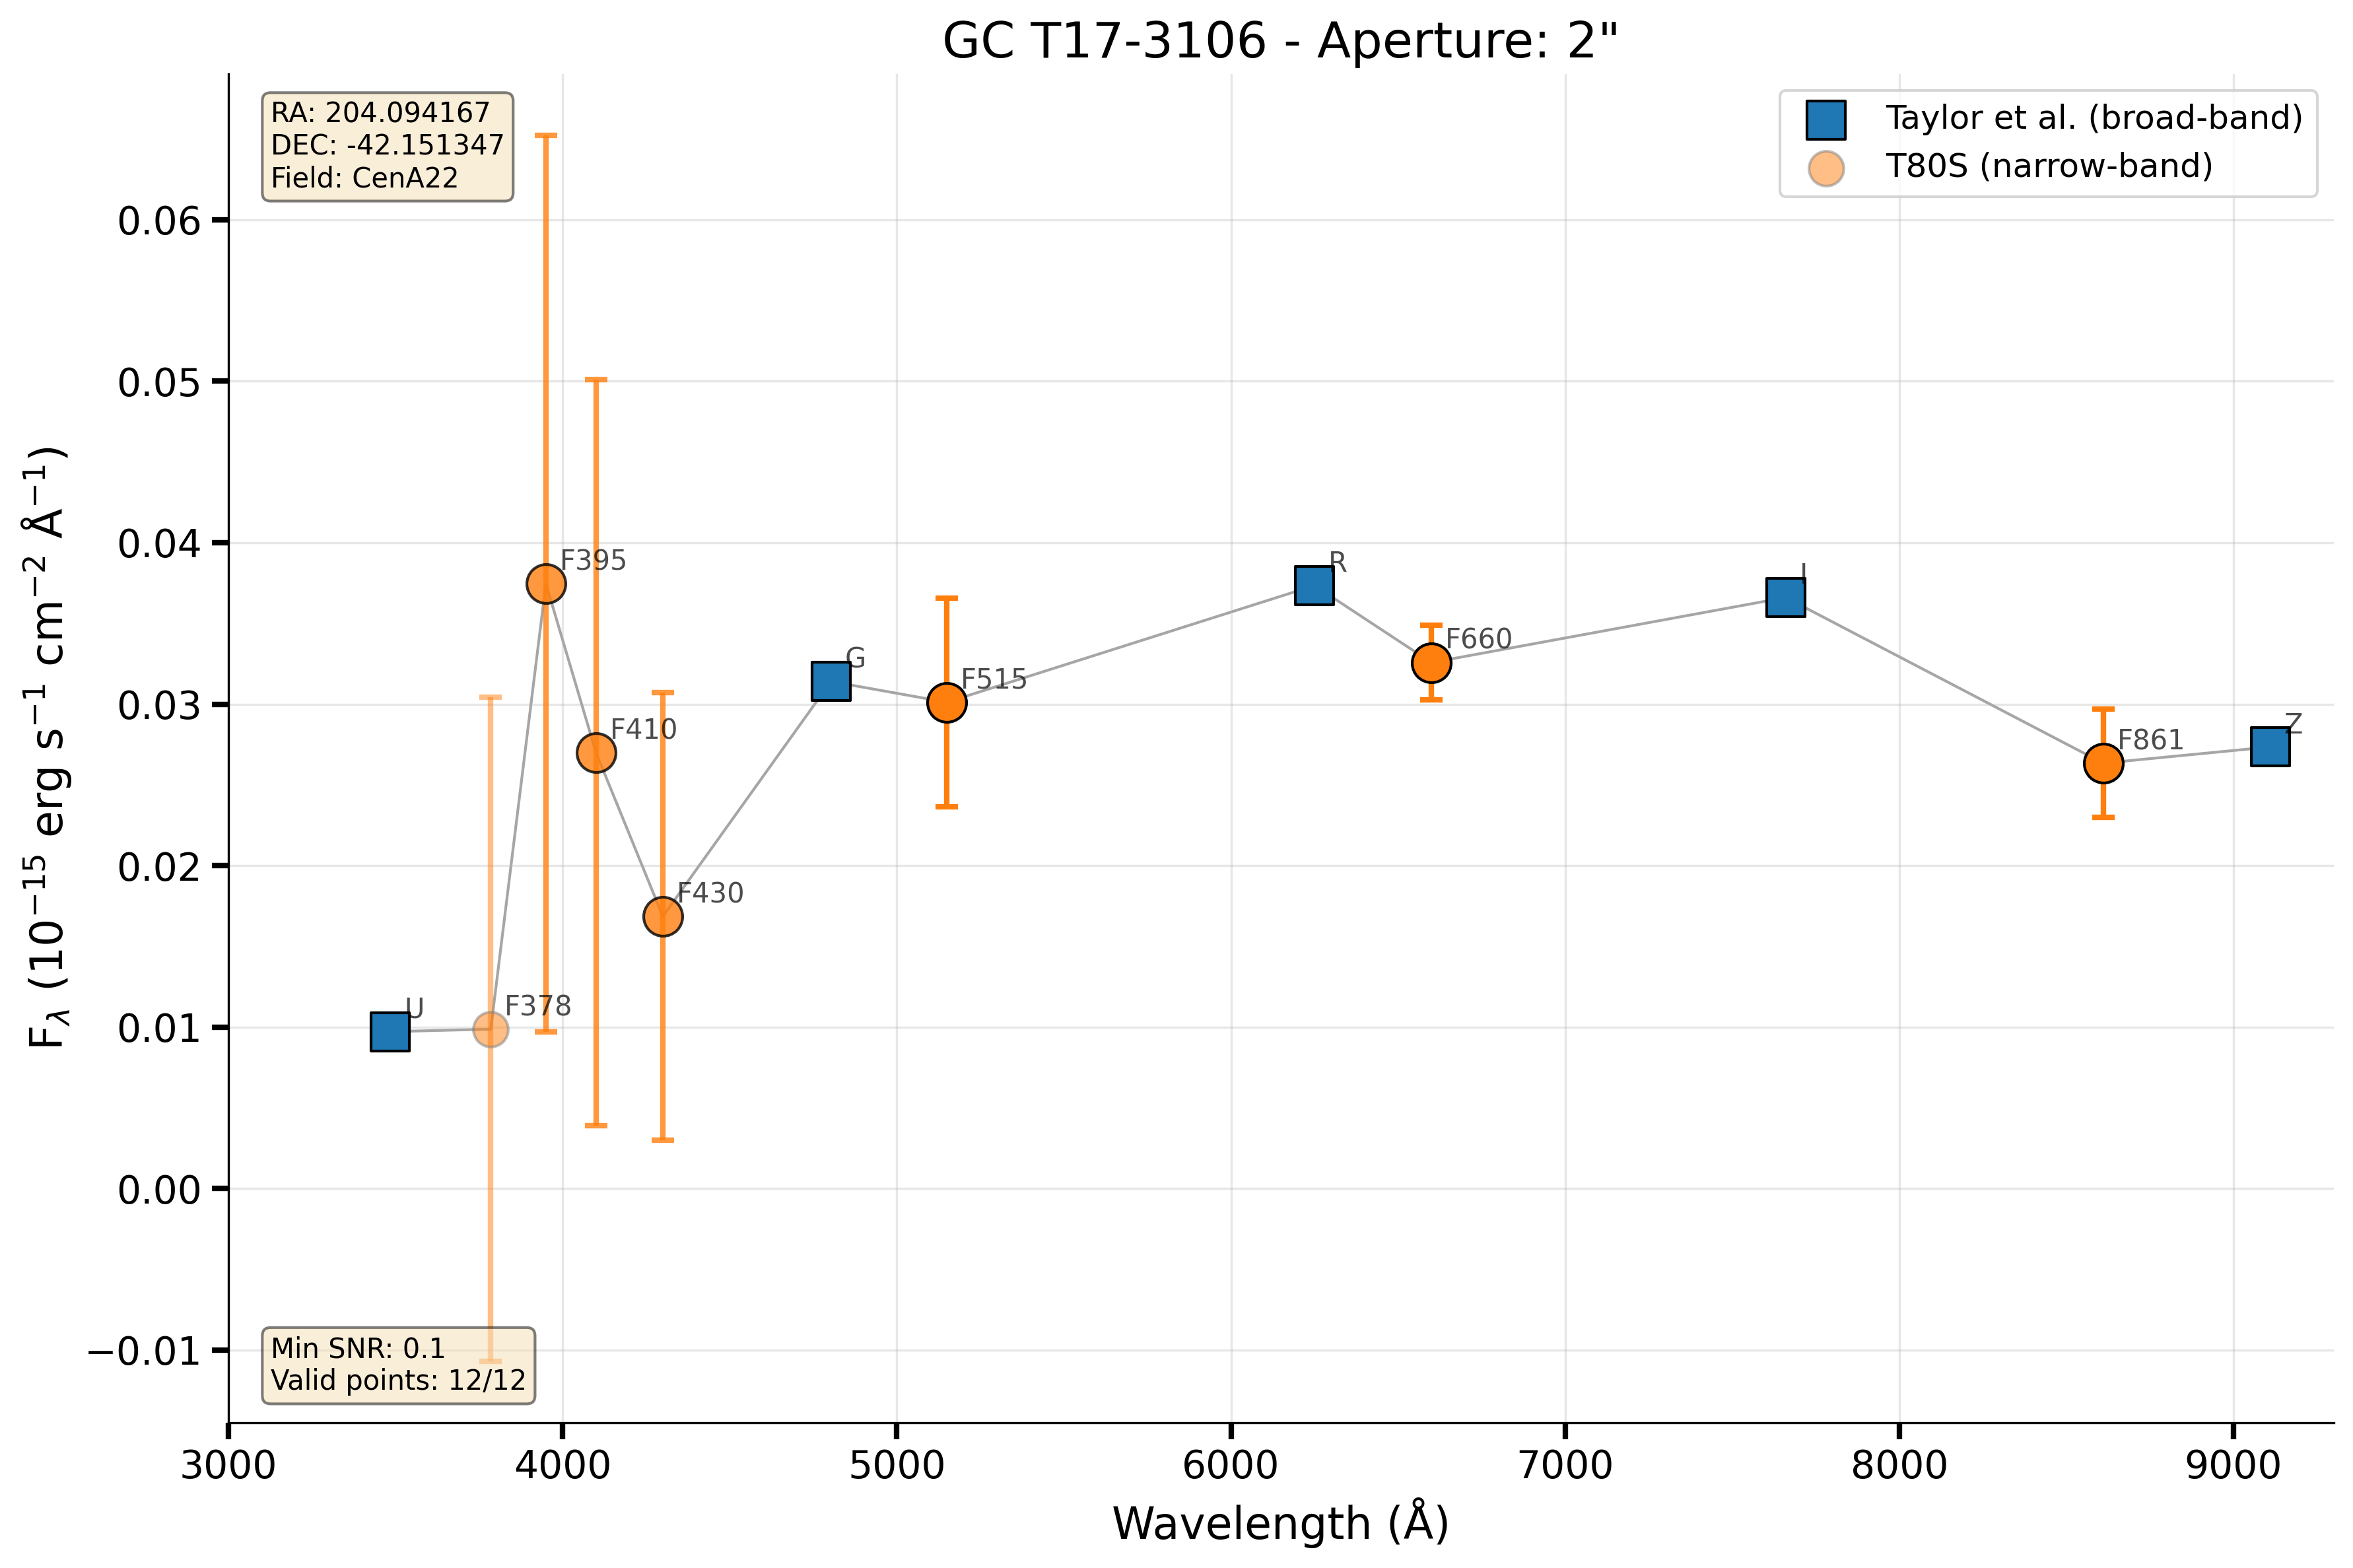 GC T17-3106 - Aperture: 2"
RA: 204.094167
DEC: -42.151347
Field: CenA22
Taylor et al. (broad-band)
T80S (narrow-band)
0.06
0.05
0.04
0.03
0.02
0.01
0.00
−0.01
F_λ (10⁻¹⁵ erg s⁻¹ cm⁻² Å⁻¹)
U
F378
F395
F410
F430
G
F515
R
F660
I
F861
Z
Min SNR: 0.1
Valid points: 12/12
3000 4000 5000 6000 7000 8000 9000
Wavelength (Å)